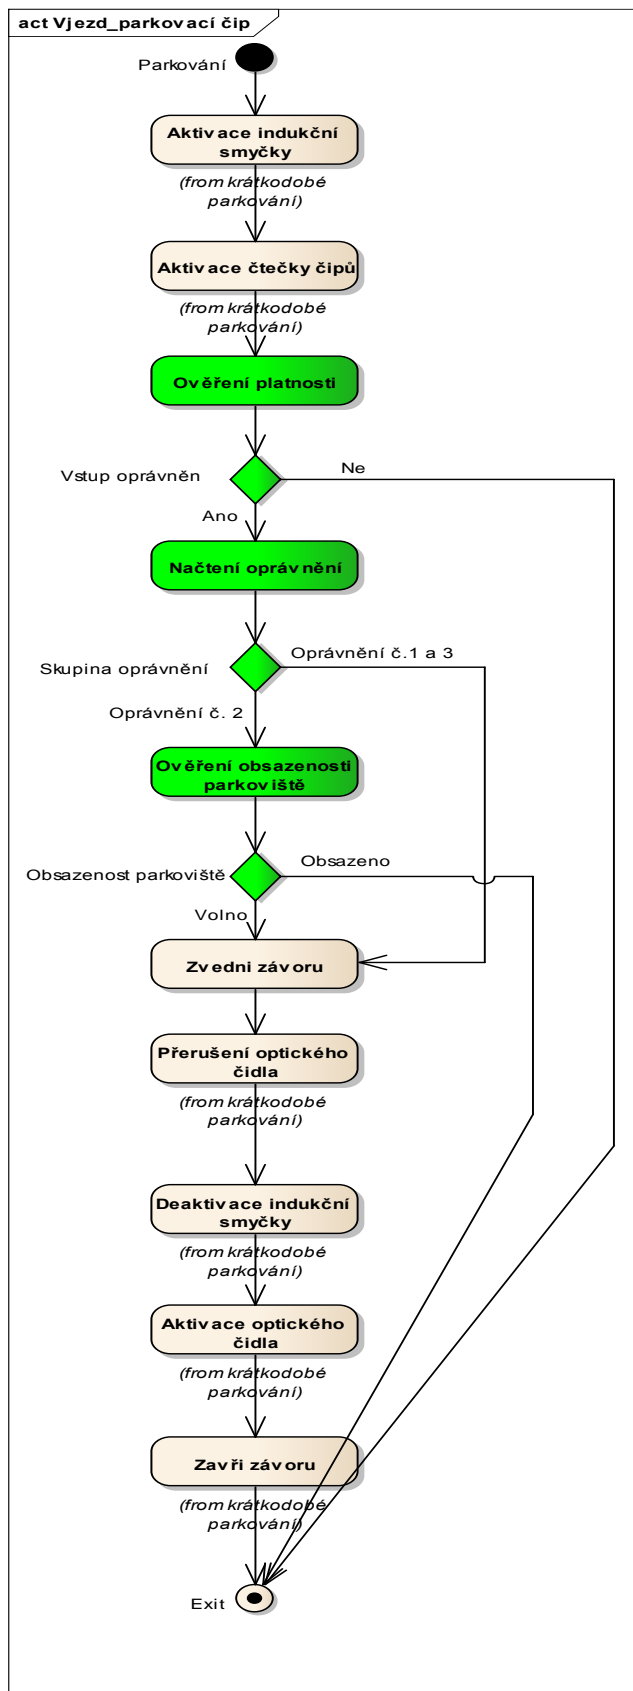 act Vjezd_parkovací čip
Parkování
Aktivace indukční
smyčky
(from krátkodobé
parkování)
Aktivace čtečky čipů
(from krátkodobé
parkování)
Ověření platnosti
Vstup oprávněn
Ne
Ano
Načtení oprávnění
Skupina oprávnění
Oprávnění č.1 a 3
Oprávnění č. 2
Ověření obsazenosti
parkoviště
Obsazenost parkoviště
Obsazeno
Volno
Zvedni závoru
Přerušení optického
čidla
(from krátkodobé
parkování)
Deaktivace indukční
smyčky
(from krátkodobé
parkování)
Aktivace optického
čidla
(from krátkodobé
parkování)
Zavři závoru
(from krátkodobé
parkování)
Exit